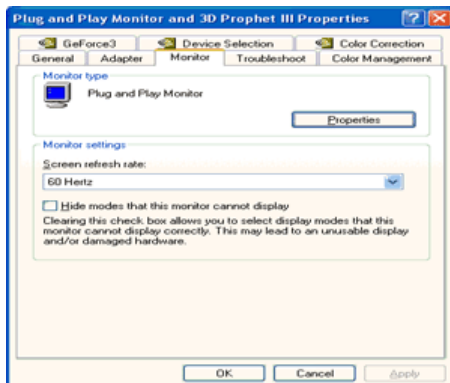 Plug and Play Monitor and 3D Prophet III Properties
GeForce3 Device Selection Color Correction
General Adapter Monitor Troubleshoot Color Management
Monitor type
Plug and Play Monitor
Properties
Monitor settings
Screen refresh rate:
60 Hertz
Hide modes that this monitor cannot display
Clearing this check box allows you to select display modes that this
monitor cannot display correctly. This may lead to an unusable display
and/or damaged hardware.
OK Cancel Apply